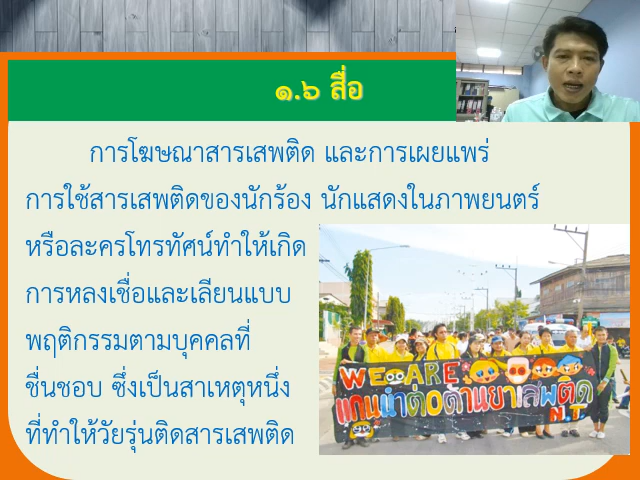 ๑.๖ สื่อ
การโฆษณาสารเสพติด และการเผยแพร่
การใช้สารเสพติดของนักร้อง นักแสดงในภาพยนตร์
หรือละครโทรทัศน์ทำให้เกิด
การหลงเชื่อและเลียนแบบ
พฤติกรรมตามบุคคลที่
ชื่นชอบ ซึ่งเป็นสาเหตุหนึ่ง
ที่ทำให้วัยรุ่นติดสารเสพติด
WE ARE
แกนนำต่อต้านยาเสพติด
N.T.